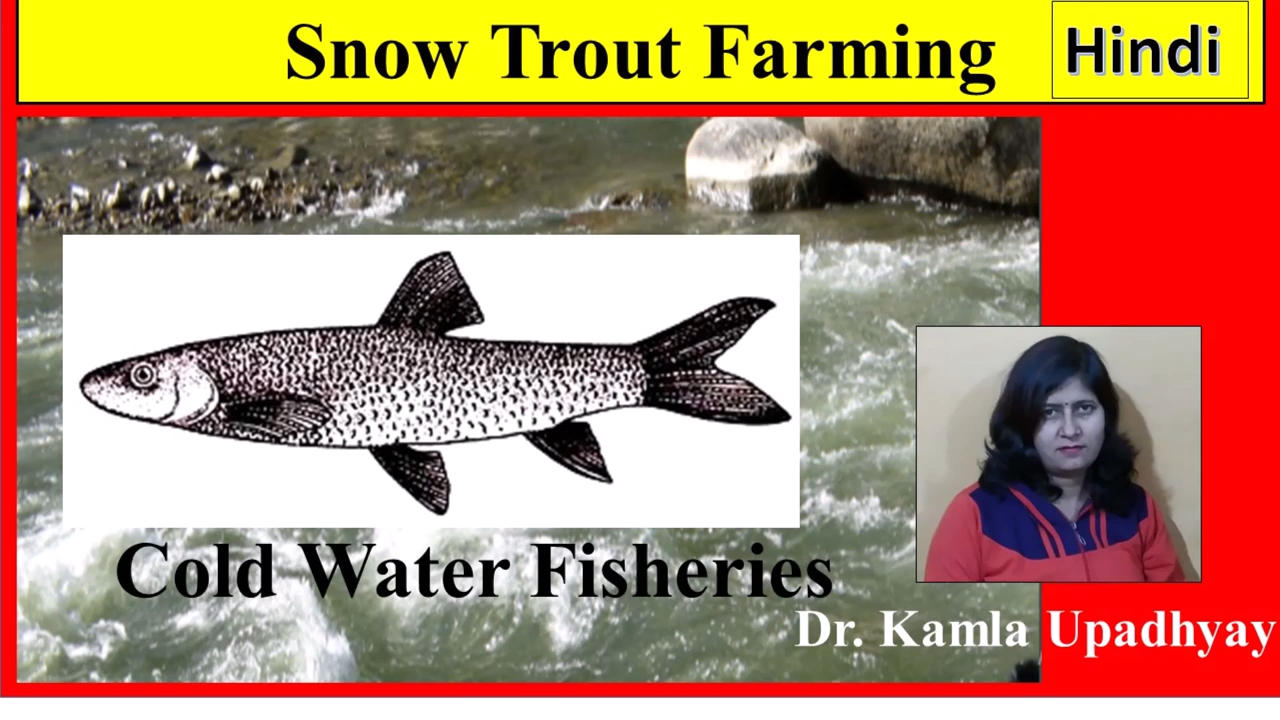 Snow Trout Farming
Hindi
Cold Water Fisheries
Dr. Kamla Upadhyay